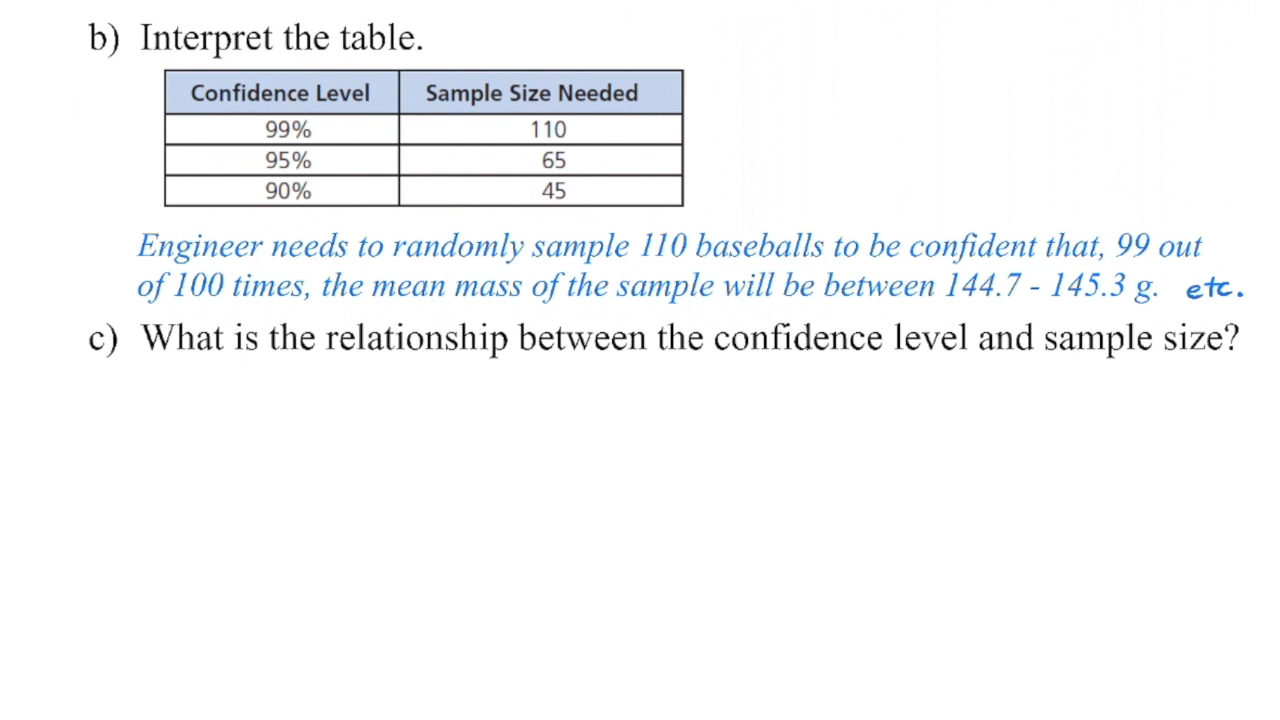 b) Interpret the table.
Confidence Level Sample Size Needed
99% 110
95% 65
90% 45
Engineer needs to randomly sample 110 baseballs to be confident that, 99 out
of 100 times, the mean mass of the sample will be between 144.7 - 145.3 g. etc.
c) What is the relationship between the confidence level and sample size?